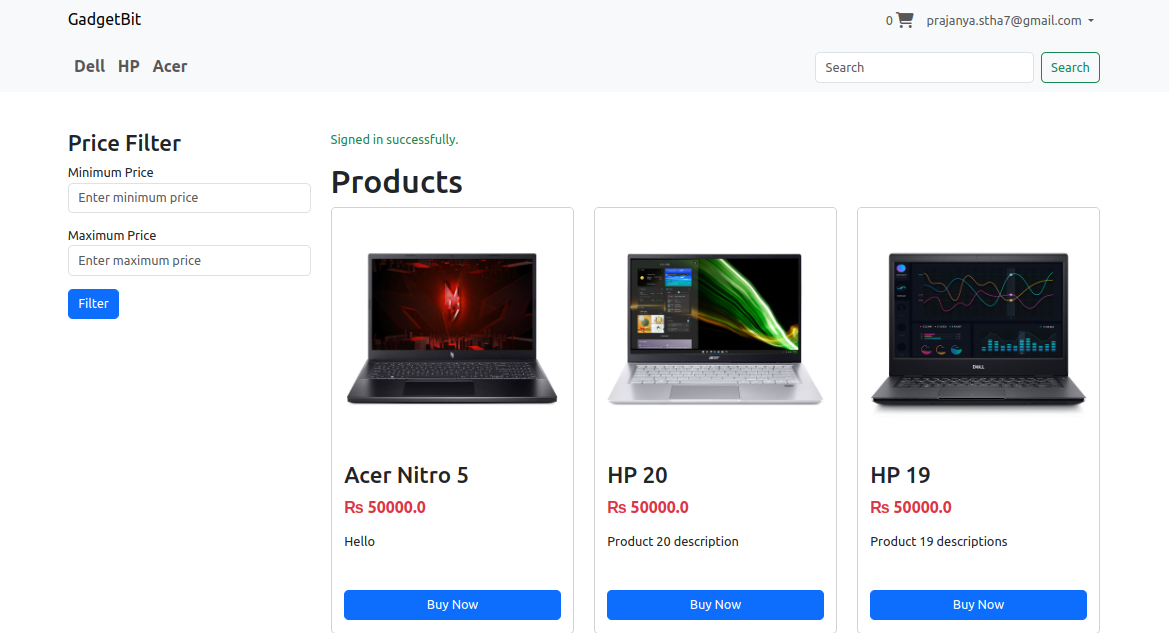 GadgetBit
0 prajanya.stha7@gmail.com
Dell HP Acer
Search Search
Price Filter
Minimum Price
Enter minimum price
Maximum Price
Enter maximum price
Filter
Signed in successfully.
Products
acer
DELL
Acer Nitro 5
Rs 50000.0
Hello
Buy Now
HP 20
Rs 50000.0
Product 20 description
Buy Now
HP 19
Rs 50000.0
Product 19 descriptions
Buy Now